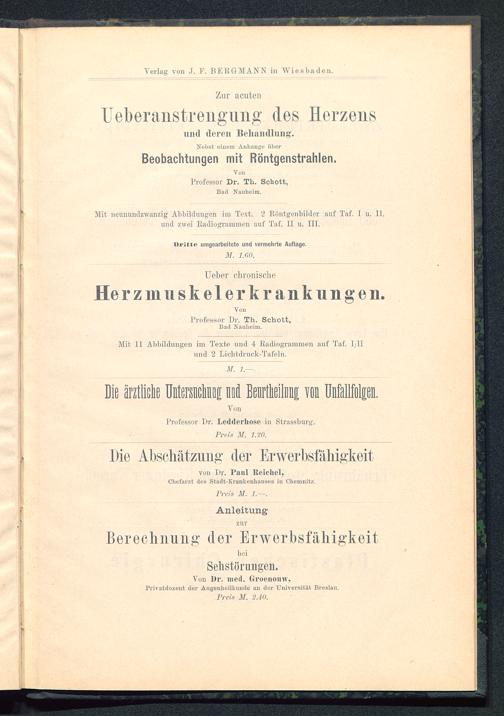 Verlag von J. F. BERGMANN in Wiesbaden.
Zur acuten
Ueberanstrengung des Herzens
und deren Behandlung.
Nebst einem Anhange über
Beobachtungen mit Röntgenstrahlen.
Von
Professor Dr. Th. Schott,
Bad Nauheim.
Mit neunundzwanzig Abbildungen im Text, 2 Röntgenbilder auf Taf. I u. II,
und zwei Radiogrammen auf Taf. II u. III.
Dritte umgearbeitete und vermehrte Auflage.
M. 1.60.
Ueber chronische
Herzmuskelerkrankungen.
Von
Professor Dr. Th. Schott,
Bad Nauheim.
Mit 11 Abbildungen im Texte und 4 Radiogrammen auf Taf. I/II
und 2 Lichtdruck-Tafeln.
M. 1.—
Die ärztliche Untersuchung und Beurtheilung von Unfallfolgen.
Von
Professor Dr. Ledderhose in Strassburg.
Preis M. 1.20.
Die Abschätzung der Erwerbsfähigkeit
von Dr. Paul Reichel,
Chefarzt des Stadt-Krankenhauses in Chemnitz.
Preis M. 1.—.
Anleitung
zur
Berechnung der Erwerbsfähigkeit
bei
Sehstörungen.
Von Dr. med. Groenouw,
Privatdozent der Augenheilkunde an der Universität Breslau.
Preis M. 2.40.